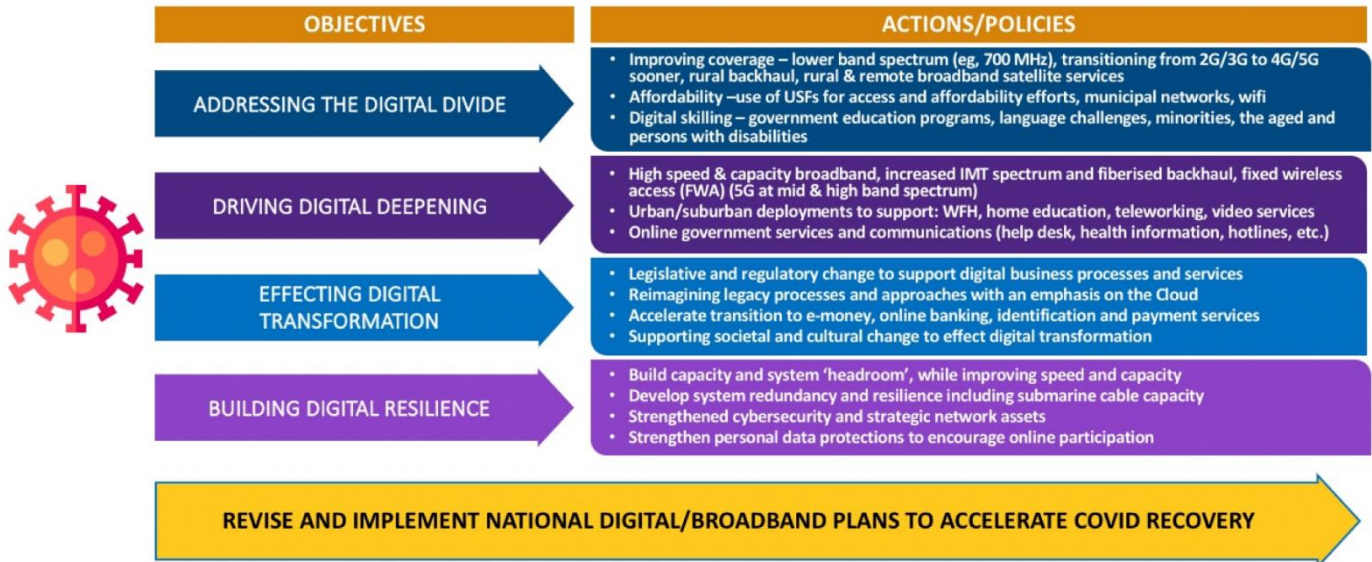 OBJECTIVES
ACTIONS/POLICIES
ADDRESSING THE DIGITAL DIVIDE
• Improving coverage – lower band spectrum (eg, 700 MHz), transitioning from 2G/3G to 4G/5G
sooner, rural backhaul, rural & remote broadband satellite services
• Affordability –use of USFs for access and affordability efforts, municipal networks, wifi
• Digital skilling – government education programs, language challenges, minorities, the aged and
persons with disabilities
DRIVING DIGITAL DEEPENING
• High speed & capacity broadband, increased IMT spectrum and fiberised backhaul, fixed wireless
access (FWA) (5G at mid & high band spectrum)
• Urban/suburban deployments to support: WFH, home education, teleworking, video services
• Online government services and communications (help desk, health information, hotlines, etc.)
EFFECTING DIGITAL
TRANSFORMATION
• Legislative and regulatory change to support digital business processes and services
• Reimagining legacy processes and approaches with an emphasis on the Cloud
• Accelerate transition to e-money, online banking, identification and payment services
• Supporting societal and cultural change to effect digital transformation
BUILDING DIGITAL RESILIENCE
• Build capacity and system ‘headroom’, while improving speed and capacity
• Develop system redundancy and resilience including submarine cable capacity
• Strengthened cybersecurity and strategic network assets
• Strengthen personal data protections to encourage online participation
REVISE AND IMPLEMENT NATIONAL DIGITAL/BROADBAND PLANS TO ACCELERATE COVID RECOVERY